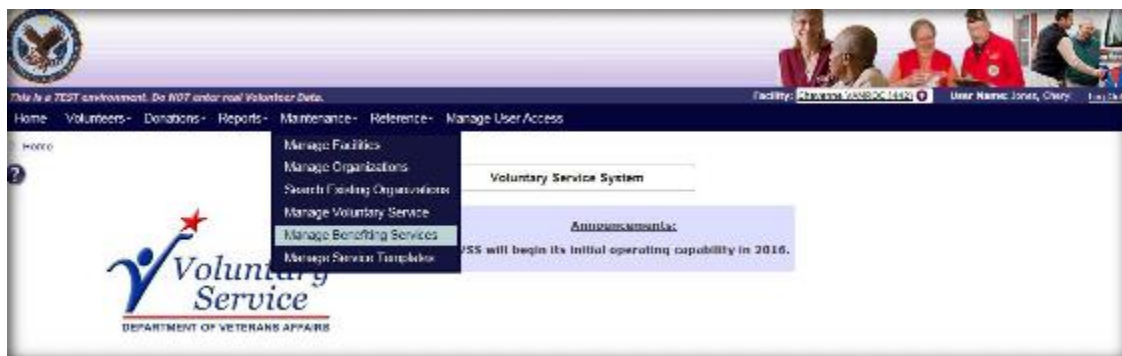 This is a TEST environment. Do NOT enter real Volunteer Data.
Facility: Cheyenne VAMROC (442) User Name: Jones, Cheryl
Home Volunteers- Donations- Reports- Maintenance- Reference- Manage User Access
Home
Manage Facilities
Manage Organizations
Search Existing Organizations
Manage Voluntary Service
Manage Benefiting Services
Manage Service Templates
Voluntary Service System
Announcements:
VSS will begin its initial operating capability in 2016.
Voluntary
Service
DEPARTMENT OF VETERANS AFFAIRS